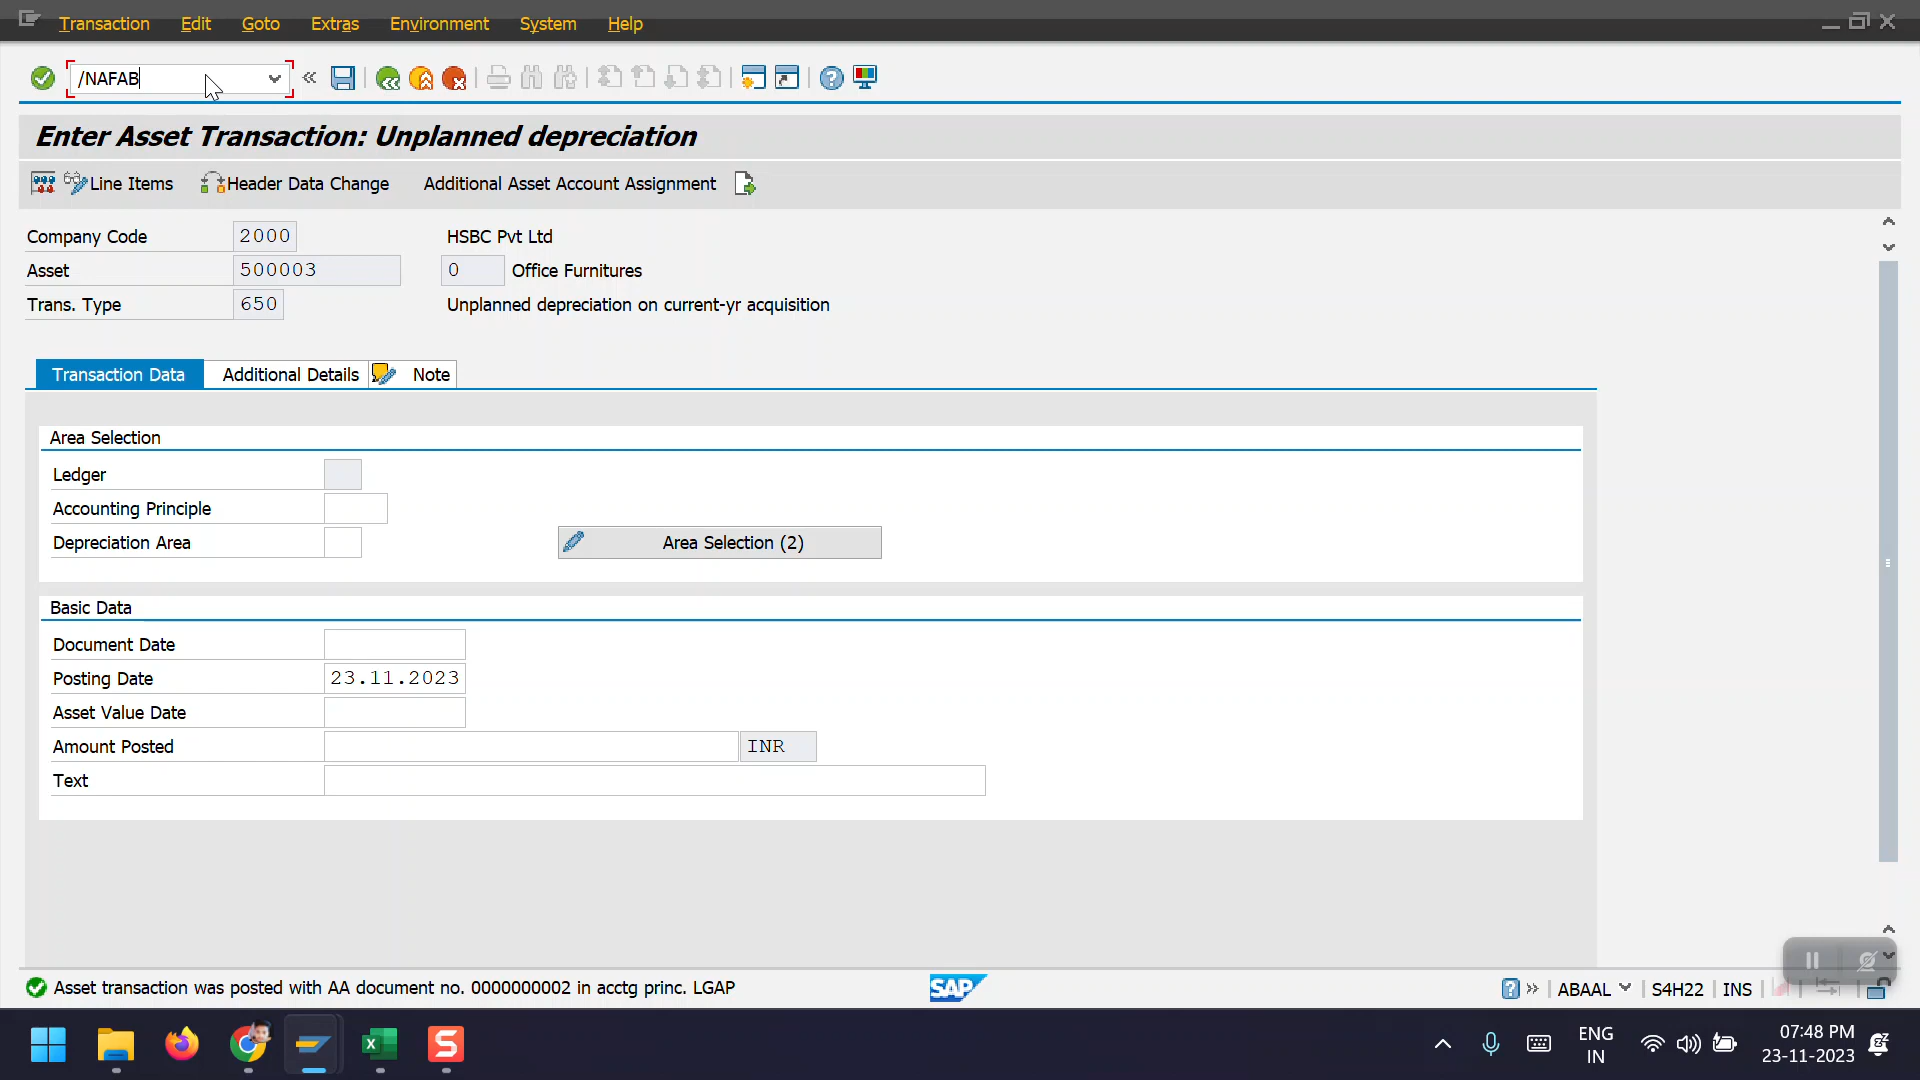 Transaction Edit Goto Extras Environment System Help
/NAFAB
Enter Asset Transaction: Unplanned depreciation
Line Items Header Data Change Additional Asset Account Assignment
Company Code 2000 HSBC Pvt Ltd
Asset 500003 0 Office Furnitures
Trans. Type 650 Unplanned depreciation on current-yr acquisition
Transaction Data Additional Details Note
Area Selection
Ledger
Accounting Principle
Depreciation Area Area Selection (2)
Basic Data
Document Date
Posting Date 23.11.2023
Asset Value Date
Amount Posted INR
Text
Asset transaction was posted with AA document no. 0000000002 in acctg princ. LGAP SAP ABAAL S4H22 INS
ENG 07:48 PM
IN 23-11-2023